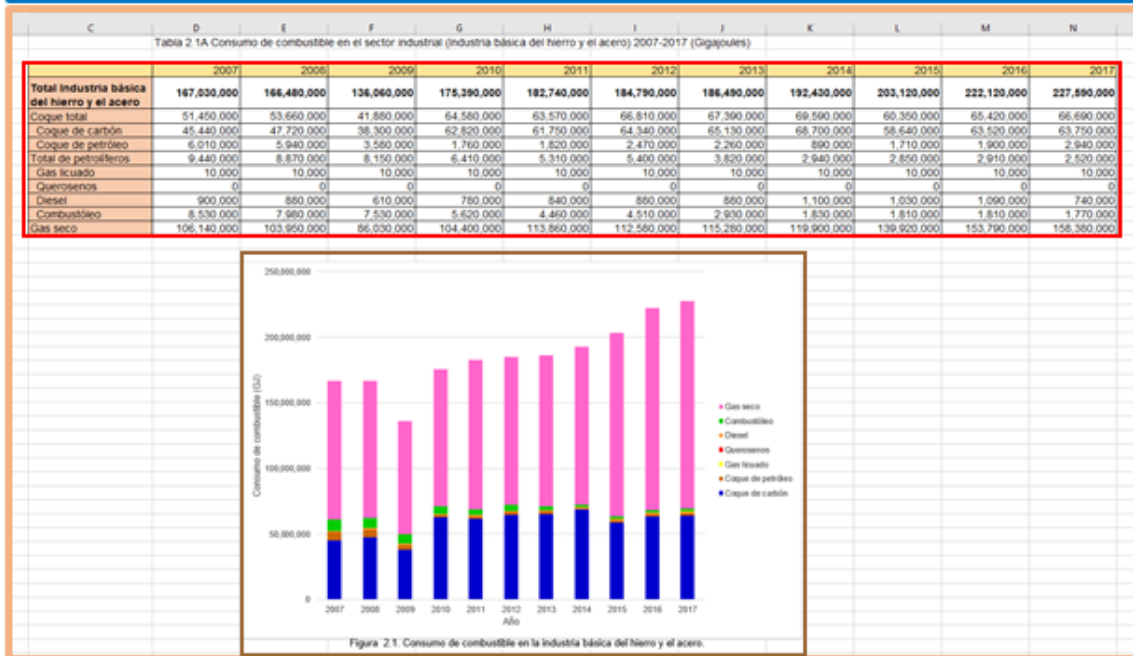 C D E F G H I J K L M N
Tabla 2.1A Consumo de combustible en el sector industrial (Industria básica del hierro y el acero) 2007-2017 (Gigajoules)
2007 2008 2009 2010 2011 2012 2013 2014 2015 2016 2017
Total Industria básica
del hierro y el acero 167,030,000 166,480,000 136,060,000 175,390,000 182,740,000 184,790,000 186,490,000 192,430,000 203,120,000 222,120,000 227,590,000
Coque total 51,450,000 53,660,000 41,880,000 64,580,000 63,570,000 66,810,000 67,390,000 69,590,000 60,350,000 65,420,000 66,690,000
Coque de carbón 45,440,000 47,720,000 38,300,000 62,820,000 61,750,000 64,340,000 65,130,000 68,700,000 58,640,000 63,520,000 63,750,000
Coque de petróleo 6,010,000 5,940,000 3,580,000 1,760,000 1,820,000 2,470,000 2,260,000 890,000 1,710,000 1,900,000 2,940,000
Total de petrolíferos 9,440,000 8,870,000 8,150,000 6,410,000 5,310,000 5,400,000 3,820,000 2,940,000 2,850,000 2,910,000 2,520,000
Gas licuado 10,000 10,000 10,000 10,000 10,000 10,000 10,000 10,000 10,000 10,000 10,000
Querosenos 0 0 0 0 0 0 0 0 0 0 0
Diesel 900,000 880,000 610,000 780,000 840,000 880,000 880,000 1,100,000 1,030,000 1,090,000 740,000
Combustóleo 8,530,000 7,980,000 7,530,000 5,620,000 4,460,000 4,510,000 2,930,000 1,830,000 1,810,000 1,810,000 1,770,000
Gas seco 106,140,000 103,950,000 86,030,000 104,400,000 113,860,000 112,580,000 115,280,000 119,900,000 139,920,000 153,790,000 158,380,000
250,000,000
200,000,000
150,000,000
100,000,000
50,000,000
0
Consumo de combustible (GJ)
Gas seco
Combustóleo
Diesel
Querosenos
Gas licuado
Coque de petróleo
Coque de carbón
2007 2008 2009 2010 2011 2012 2013 2014 2015 2016 2017
Año
Figura 2.1. Consumo de combustible en la industria básica del hierro y el acero.